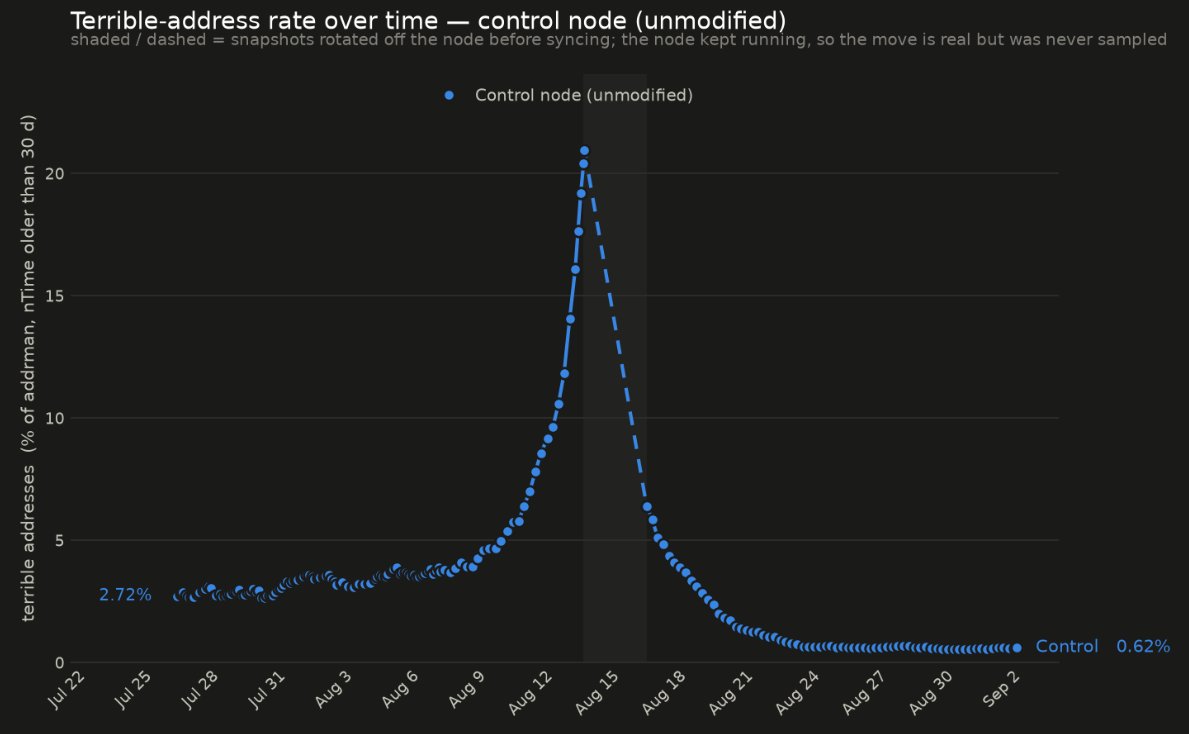 Terrible-address rate over time — control node (unmodified)
shaded / dashed = snapshots rotated off the node before syncing; the node kept running, so the move is real but was never sampled
Control node (unmodified)
terrible addresses (% of addrman, nTime older than 30 d)
20
15
10
5
0
2.72%
Control 0.62%
Jul 22
Jul 25
Jul 28
Jul 31
Aug 3
Aug 6
Aug 9
Aug 12
Aug 15
Aug 18
Aug 21
Aug 24
Aug 27
Aug 30
Sep 2